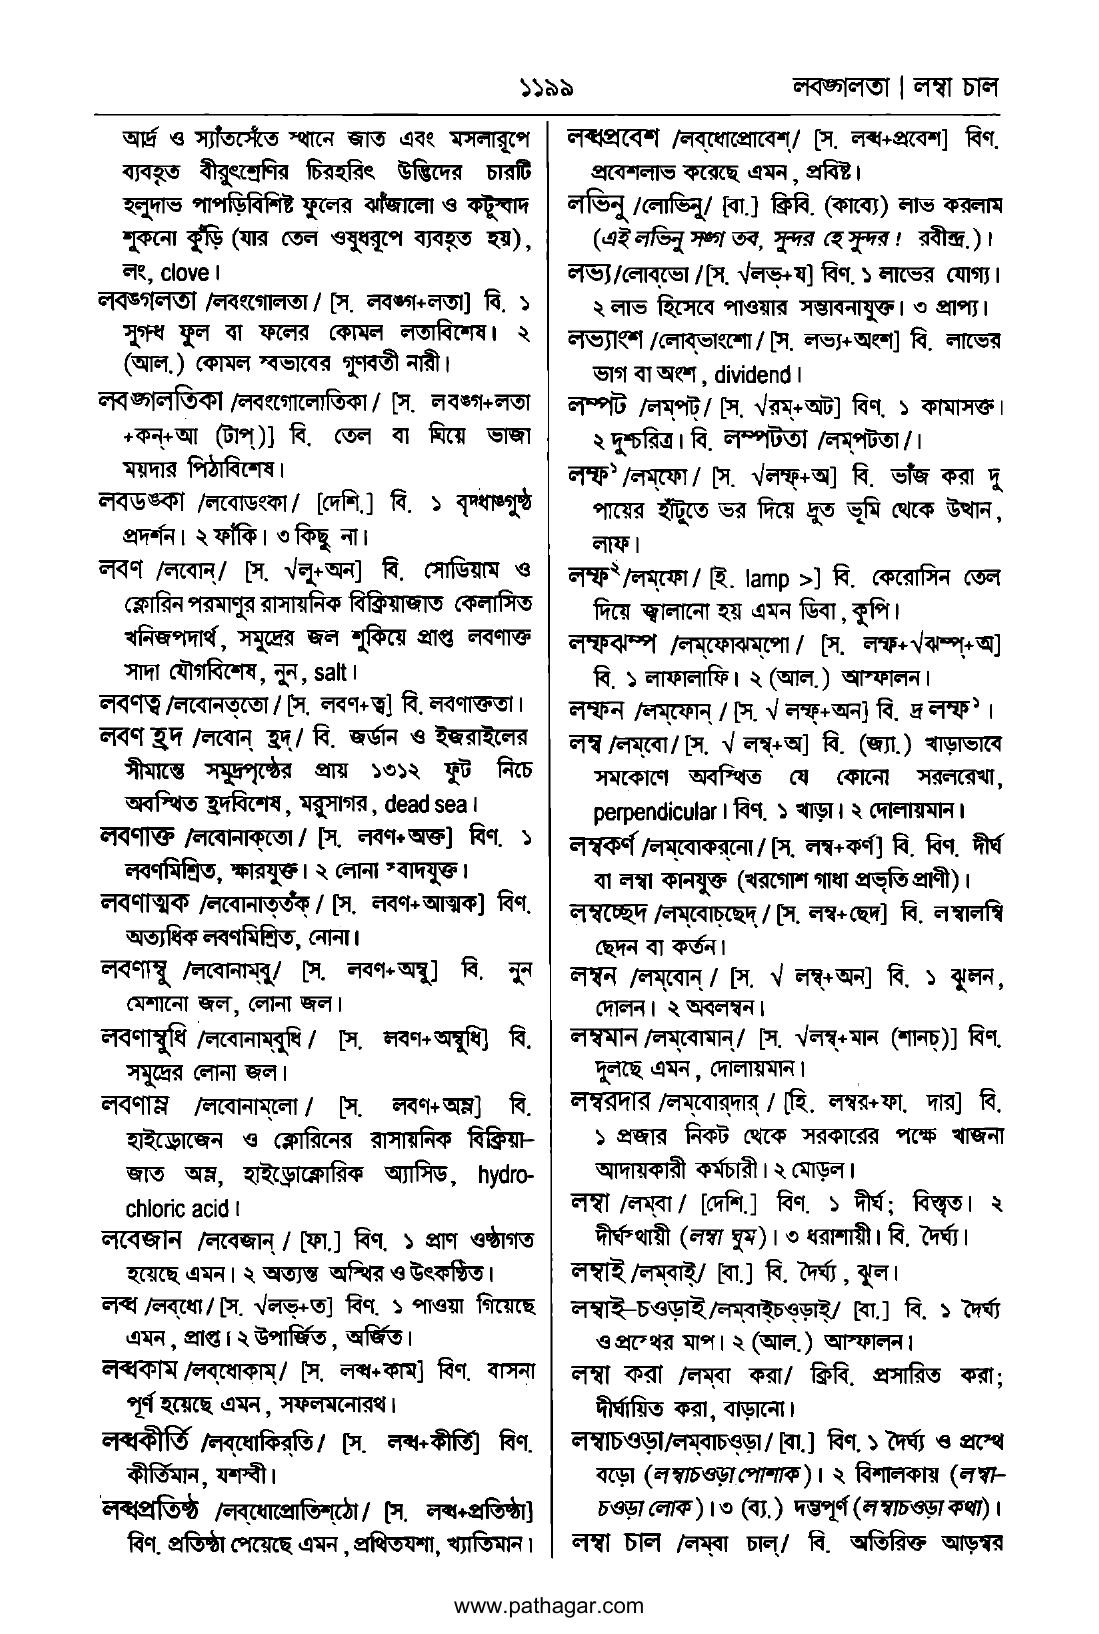 ১১৯৯
লবঙ্গলতা | লম্বা চাল
আর্দ্র ও স্যাঁতসেঁতে স্থানে জাত এবং মসলারূপে
ব্যবহৃত বীরুৎশ্রেণির চিরহরিৎ উদ্ভিদের চারটি
হলুদাভ পাপড়িবিশিষ্ট ফুলের ঝাঁজালো ও কটুস্বাদ
শুকনো কুঁড়ি (যার তেল ওষুধরূপে ব্যবহৃত হয়),
লং, clove।
লবঙ্গলতা /লবংগোলতা/ [স. লবঙ্গ+লতা] বি. ১
সুগন্ধ ফুল বা ফলের কোমল লতাবিশেষ। ২
(আল.) কোমল স্বভাবের গুণবতী নারী।
লবঙ্গলতিকা /লবংগোলোতিকা/ [স. লবঙ্গ+লতা
+কন্+আ (টাপ্)] বি. তেল বা ঘিয়ে ভাজা
ময়দার পিঠাবিশেষ।
লবডঙ্কা /লবোডংকা/ [দেশি.] বি. ১ বৃদ্ধাঙ্গুষ্ঠ
প্রদর্শন। ২ ফাঁকি। ৩ কিছু না।
লবণ /লবোন্/ [স. √লূ+অন] বি. সোডিয়াম ও
ক্লোরিন পরমাণুর রাসায়নিক বিক্রিয়াজাত কেলাসিত
খনিজপদার্থ, সমুদ্রের জল শুকিয়ে প্রাপ্ত লবণাক্ত
সাদা যৌগবিশেষ, নুন, salt।
লবণত্ব /লবোনত্‌তো/ [স. লবণ+ত্ব] বি. লবণাক্ততা।
লবণ হ্রদ /লবোন্ হ্রদ্/ বি. জর্ডান ও ইজরাইলের
সীমান্তে সমুদ্রপৃষ্ঠের প্রায় ১৩১২ ফুট নিচে
অবস্থিত হ্রদবিশেষ, মরুসাগর, dead sea।
লবণাক্ত /লবোনাক্‌তো/ [স. লবণ+অক্ত] বিণ. ১
লবণমিশ্রিত, ক্ষারযুক্ত। ২ লোনা স্বাদযুক্ত।
লবণাত্মক /লবোনাত্‌তঁক্/ [স. লবণ+আত্মক] বিণ.
অত্যধিক লবণমিশ্রিত, নোনা।
লবণাম্বু /লবোনাম্‌বু/ [স. লবণ+অম্বু] বি. নুন
মেশানো জল, লোনা জল।
লবণাম্বুধি /লবোনাম্‌বুধি/ [স. লবণ+অম্বুধি] বি.
সমুদ্রের লোনা জল।
লবণাম্ল /লবোনাম্‌লো/ [স. লবণ+অম্ল] বি.
হাইড্রোজেন ও ক্লোরিনের রাসায়নিক বিক্রিয়া-
জাত অম্ল, হাইড্রোক্লোরিক অ্যাসিড, hydro-
chloric acid।
লবেজান /লবেজান্/ [ফা.] বিণ. ১ প্রাণ ওষ্ঠাগত
হয়েছে এমন। ২ অত্যন্ত অস্থির ও উৎকণ্ঠিত।
লব্ধ /লব্‌ধো/ [স. √লভ্+ত] বিণ. ১ পাওয়া গিয়েছে
এমন, প্রাপ্ত। ২ উপার্জিত, অর্জিত।
লব্ধকাম /লব্‌ধোকাম্/ [স. লব্ধ+কাম] বিণ. বাসনা
পূর্ণ হয়েছে এমন, সফলমনোরথ।
লব্ধকীর্তি /লব্‌ধোকির্‌তি/ [স. লব্ধ+কীর্তি] বিণ.
কীর্তিমান, যশস্বী।
লব্ধপ্রতিষ্ঠ /লব্‌ধোপ্রোতিশ্‌ঠো/ [স. লব্ধ+প্রতিষ্ঠা]
বিণ. প্রতিষ্ঠা পেয়েছে এমন, প্রথিতযশা, খ্যাতিমান।
লব্ধপ্রবেশ /লব্‌ধোপ্রোবেশ্/ [স. লব্ধ+প্রবেশ] বিণ.
প্রবেশলাভ করেছে এমন, প্রবিষ্ট।
লভিনু /লোভিনু/ [বা.] ক্রিবি. (কাব্যে) লাভ করলাম
(এই লভিনু সঙ্গ তব, সুন্দর হে সুন্দর! রবীন্দ্র.)।
লভ্য /লোব্‌ভো/ [স. √লভ্+য] বিণ. ১ লাভের যোগ্য।
২ লাভ হিসেবে পাওয়ার সম্ভাবনাযুক্ত। ৩ প্রাপ্য।
লভ্যাংশ /লোব্‌ভাংশো/ [স. লভ্য+অংশ] বি. লাভের
ভাগ বা অংশ, dividend।
লম্পট /লম্‌পট্/ [স. √রম্+অট] বিণ. ১ কামাসক্ত।
২ দুশ্চরিত্র। বি. লম্পটতা /লম্‌পটতা/।
লম্ফ১ /লম্‌ফো/ [স. √লম্ফ্+অ] বি. ভাঁজ করা দু
পায়ের হাঁটুতে ভর দিয়ে দ্রুত ভূমি থেকে উত্থান,
লাফ।
লম্ফ২ /লম্‌ফো/ [ই. lamp >] বি. কেরোসিন তেল
দিয়ে জ্বালানো হয় এমন ডিবা, কুপি।
লম্ফঝম্প /লম্‌ফোঝম্‌পো/ [স. লম্ফ+√ঝম্প্+অ]
বি. ১ লাফালাফি। ২ (আল.) আস্ফালন।
লম্ফন /লম্‌ফোন্/ [স. √ লম্ফ্+অন] বি. দ্র লম্ফ১।
লম্ব /লম্‌বো/ [স. √ লম্ব্+অ] বি. (জ্যা.) খাড়াভাবে
সমকোণে অবস্থিত যে কোনো সরলরেখা,
perpendicular। বিণ. ১ খাড়া। ২ দোলায়মান।
লম্বকর্ণ /লম্‌বোকর্‌নো/ [স. লম্ব+কর্ণ] বি. বিণ. দীর্ঘ
বা লম্বা কানযুক্ত (খরগোশ গাধা প্রভৃতি প্রাণী)।
লম্বচ্ছেদ /লম্‌বোচ্‌ছেদ্/ [স. লম্ব+ছেদ] বি. লম্বালম্বি
ছেদন বা কর্তন।
লম্বন /লম্‌বোন্/ [স. √ লম্ব্+অন] বি. ১ ঝুলন,
দোলন। ২ অবলম্বন।
লম্বমান /লম্‌বোমান্/ [স. √লম্ব্+মান (শানচ্)] বিণ.
দুলছে এমন, দোলায়মান।
লম্বরদার /লম্‌বোর্‌দার্/ [হি. লম্বর+ফা. দার] বি.
১ প্রজার নিকট থেকে সরকারের পক্ষে খাজনা
আদায়কারী কর্মচারী। ২ মোড়ল।
লম্বা /লম্‌বা/ [দেশি.] বিণ. ১ দীর্ঘ; বিস্তৃত। ২
দীর্ঘস্থায়ী (লম্বা ঘুম)। ৩ ধরাশায়ী। বি. দৈর্ঘ্য।
লম্বাই /লম্‌বাই্/ [বা.] বি. দৈর্ঘ্য, ঝুল।
লম্বাই-চওড়াই /লম্‌বাই্‌চওড়াই্/ [বা.] বি. ১ দৈর্ঘ্য
ও প্রস্থের মাপ। ২ (আল.) আস্ফালন।
লম্বা করা /লম্‌বা করা/ ক্রিবি. প্রসারিত করা;
দীর্ঘায়িত করা, বাড়ানো।
লম্বাচওড়া /লম্‌বাচওড়া/ [বা.] বিণ. ১ দৈর্ঘ্য ও প্রস্থে
বড়ো (লম্বাচওড়া পোশাক)। ২ বিশালকায় (লম্বা-
চওড়া লোক)। ৩ (ব্য.) দম্ভপূর্ণ (লম্বাচওড়া কথা)।
লম্বা চাল /লম্‌বা চাল্/ বি. অতিরিক্ত আড়ম্বর
www.pathagar.com